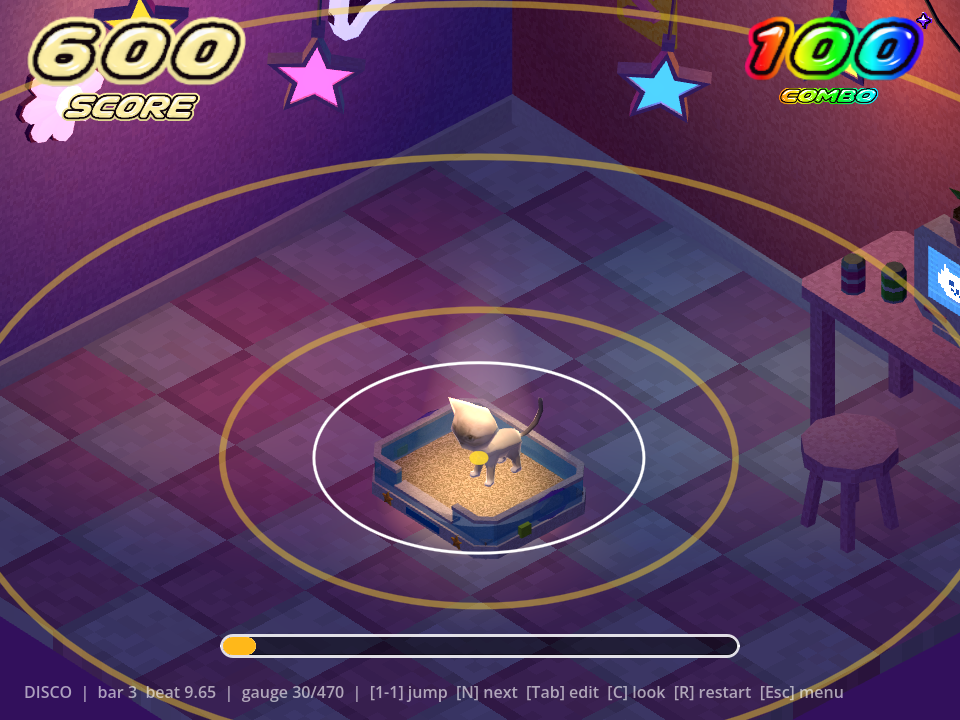 600
SCORE
100
COMBO
DISCO | bar 3 beat 9.65 | gauge 30/470 | [1-1] jump [N] next [Tab] edit [C] look [R] restart [Esc] menu